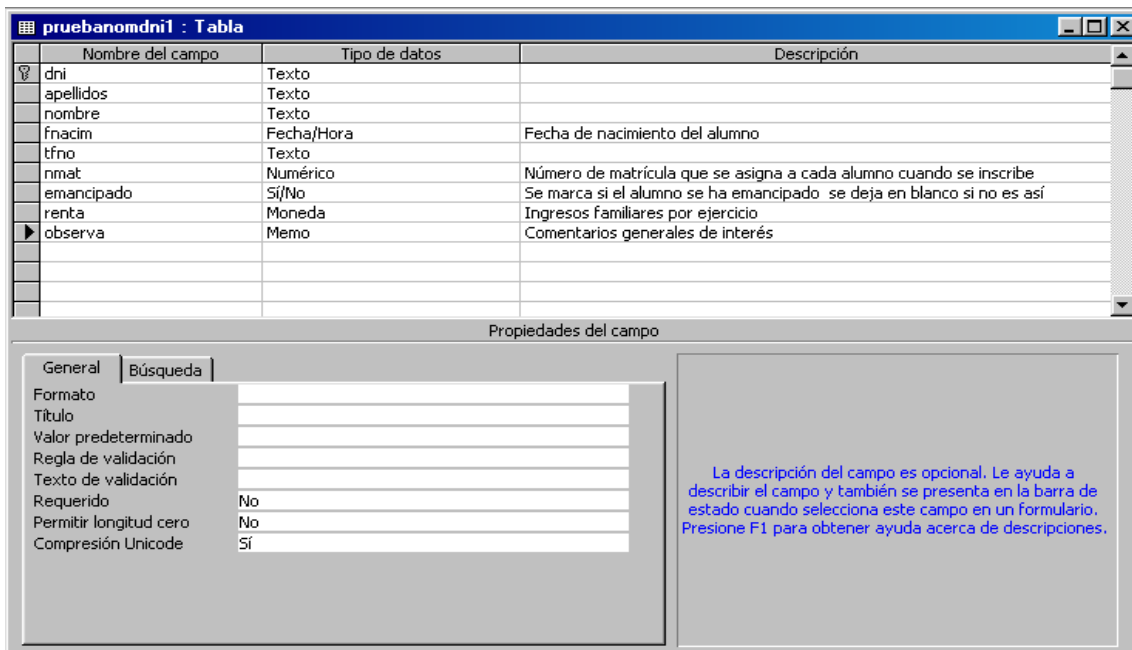 pruebanomdni1 : Tabla
Nombre del campo Tipo de datos Descripción
dni Texto
apellidos Texto
nombre Texto
fnacim Fecha/Hora Fecha de nacimiento del alumno
tfno Texto
nmat Numérico Número de matrícula que se asigna a cada alumno cuando se inscribe
emancipado Sí/No Se marca si el alumno se ha emancipado se deja en blanco si no es así
renta Moneda Ingresos familiares por ejercicio
observa Memo Comentarios generales de interés
Propiedades del campo
General Búsqueda
Formato
Título
Valor predeterminado
Regla de validación
Texto de validación
Requerido No
Permitir longitud cero No
Compresión Unicode Sí
La descripción del campo es opcional. Le ayuda a
describir el campo y también se presenta en la barra de
estado cuando selecciona este campo en un formulario.
Presione F1 para obtener ayuda acerca de descripciones.